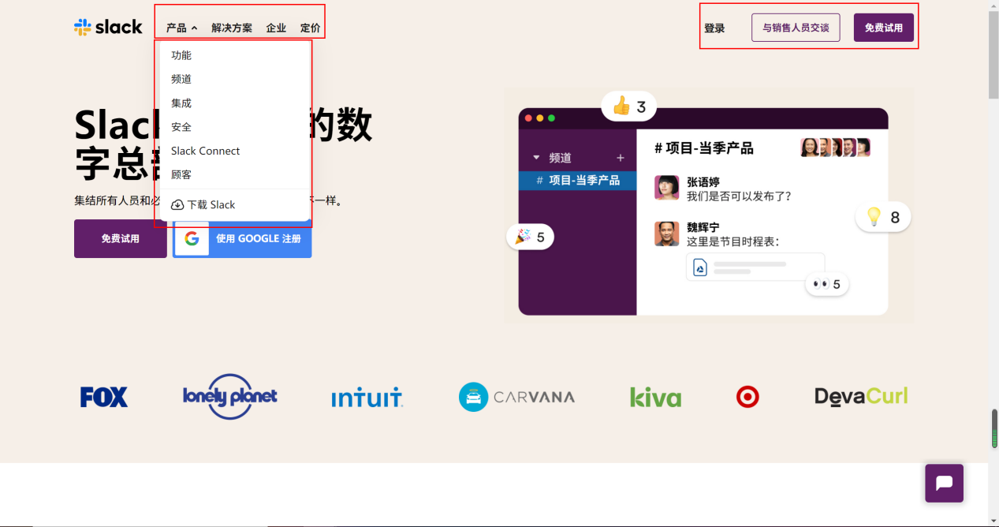 slack
产品 解决方案 企业 定价
登录 与销售人员交谈 免费试用
功能
频道
集成
安全
Slack Connect
顾客
下载 Slack
Slack 的数
字总
集结所有人员和 不一样。
免费试用
使用 GOOGLE 注册
3
频道 +
# 项目-当季产品
# 项目-当季产品
张语婷
我们是否可以发布了?
魏辉宁
这里是节目时程表:
5
8
5
FOX
lonely planet
intuit.
CARVANA
kiva
DevaCurl